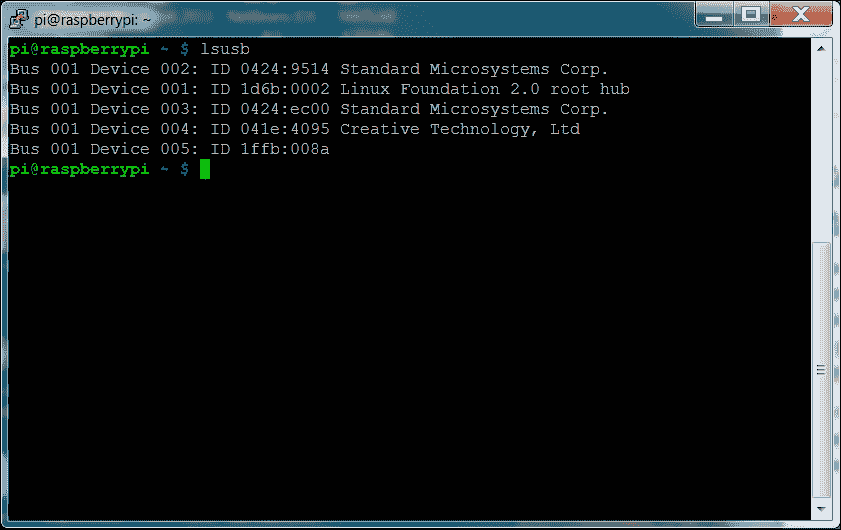 pi@raspberrypi: ~
pi@raspberrypi ~ $ lsusb
Bus 001 Device 002: ID 0424:9514 Standard Microsystems Corp.
Bus 001 Device 001: ID 1d6b:0002 Linux Foundation 2.0 root hub
Bus 001 Device 003: ID 0424:ec00 Standard Microsystems Corp.
Bus 001 Device 004: ID 041e:4095 Creative Technology, Ltd
Bus 001 Device 005: ID 1ffb:008a
pi@raspberrypi ~ $